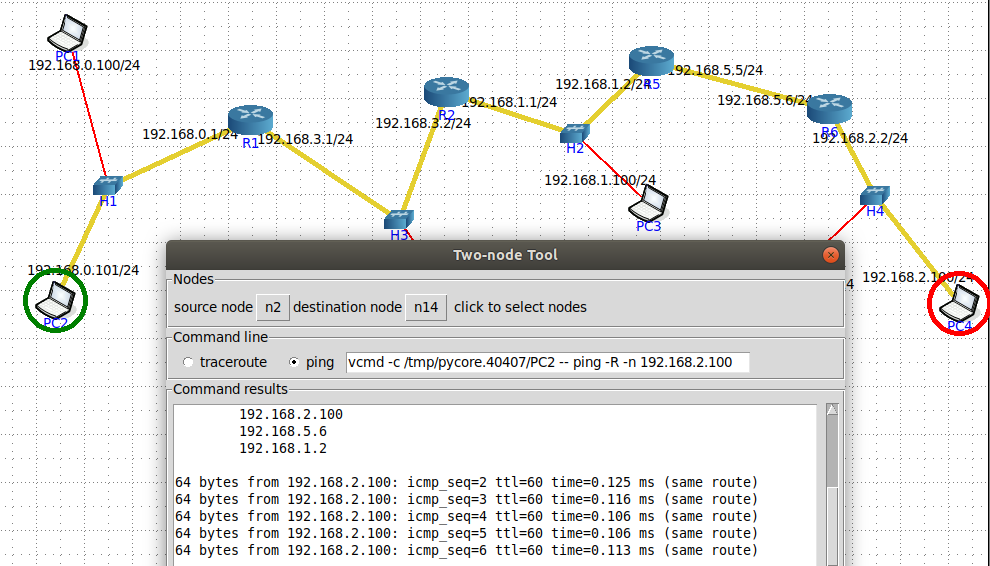 PC1
192.168.0.100/24
192.168.0.1/24
R1
192.168.3.1/24
R2
192.168.3.2/24
192.168.1.1/24
192.168.1.2/24
R5
192.168.5.5/24
192.168.5.6/24
R6
192.168.2.2/24
H2
192.168.1.100/24
PC3
H1
H3
H4
192.168.0.101/24
PC2
4
192.168.2.100/24
PC4
Two-node Tool
Nodes
source node n2 destination node n14 click to select nodes
Command line
traceroute ping vcmd -c /tmp/pycore.40407/PC2 -- ping -R -n 192.168.2.100
Command results
192.168.2.100
192.168.5.6
192.168.1.2
64 bytes from 192.168.2.100: icmp_seq=2 ttl=60 time=0.125 ms (same route)
64 bytes from 192.168.2.100: icmp_seq=3 ttl=60 time=0.116 ms (same route)
64 bytes from 192.168.2.100: icmp_seq=4 ttl=60 time=0.106 ms (same route)
64 bytes from 192.168.2.100: icmp_seq=5 ttl=60 time=0.106 ms (same route)
64 bytes from 192.168.2.100: icmp_seq=6 ttl=60 time=0.113 ms (same route)